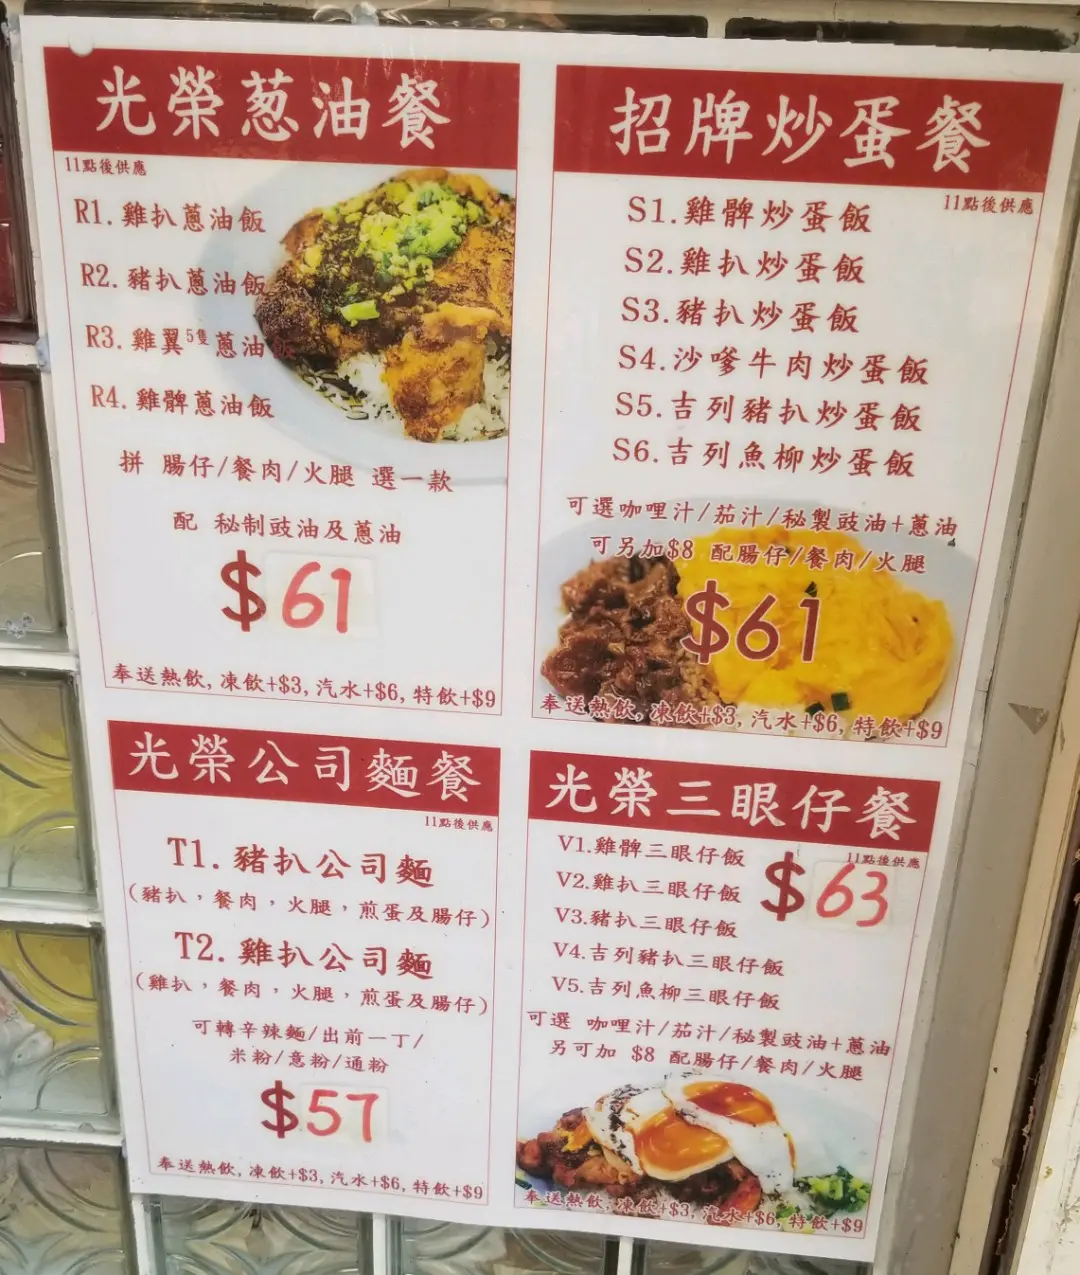 光榮葱油餐
11點後供應
R1.雞扒蔥油飯
R2.豬扒蔥油飯
R3.雞翼5隻蔥油飯
R4.雞髀蔥油飯
拼 腸仔/餐肉/火腿 選一款
配 秘制豉油及蔥油
$61
奉送熱飲,凍飲+$3,汽水+$6,特飲+$9
招牌炒蛋餐
11點後供應
S1.雞髀炒蛋飯
S2.雞扒炒蛋飯
S3.豬扒炒蛋飯
S4.沙嗲牛肉炒蛋飯
S5.吉列豬扒炒蛋飯
S6.吉列魚柳炒蛋飯
可選咖哩汁/茄汁/秘製豉油+蔥油
可另加$8 配腸仔/餐肉/火腿
$61
奉送熱飲,凍飲+$3,汽水+$6,特飲+$9
光榮公司麵餐
11點後供應
T1.豬扒公司麵
(豬扒，餐肉，火腿，煎蛋及腸仔)
T2.雞扒公司麵
(雞扒，餐肉，火腿，煎蛋及腸仔)
可轉辛辣麵/出前一丁/
米粉/意粉/通粉
$57
奉送熱飲,凍飲+$3,汽水+$6,特飲+$9
光榮三眼仔餐
11點後供應
V1.雞髀三眼仔飯
V2.雞扒三眼仔飯
$63
V3.豬扒三眼仔飯
V4.吉列豬扒三眼仔飯
V5.吉列魚柳三眼仔飯
可選 咖哩汁/茄汁/秘製豉油+蔥油
另可加 $8 配腸仔/餐肉/火腿
奉送熱飲,凍飲+$3,汽水+$6,特飲+$9